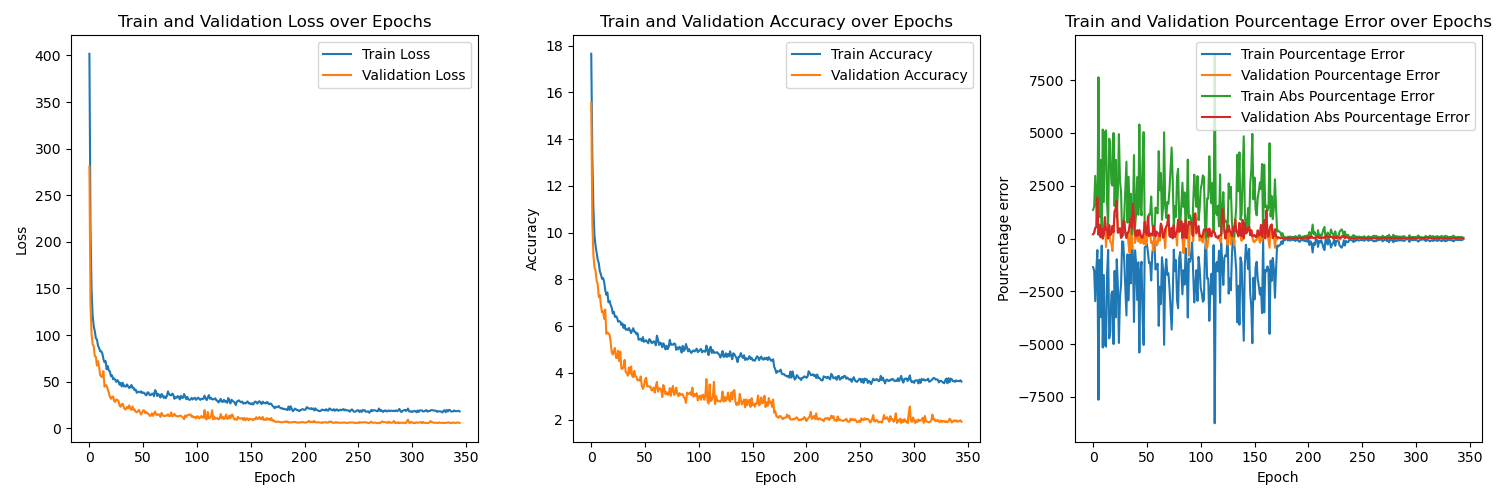 Train and Validation Loss over Epochs
Train Loss
Validation Loss
400
350
300
250
200
150
100
50
0
Loss
0 50 100 150 200 250 300 350
Epoch
Train and Validation Accuracy over Epochs
Train Accuracy
Validation Accuracy
18
16
14
12
10
8
6
4
2
Accuracy
0 50 100 150 200 250 300 350
Epoch
Train and Validation Pourcentage Error over Epochs
Train Pourcentage Error
Validation Pourcentage Error
Train Abs Pourcentage Error
Validation Abs Pourcentage Error
7500
5000
2500
0
−2500
−5000
−7500
Pourcentage error
0 50 100 150 200 250 300 350
Epoch